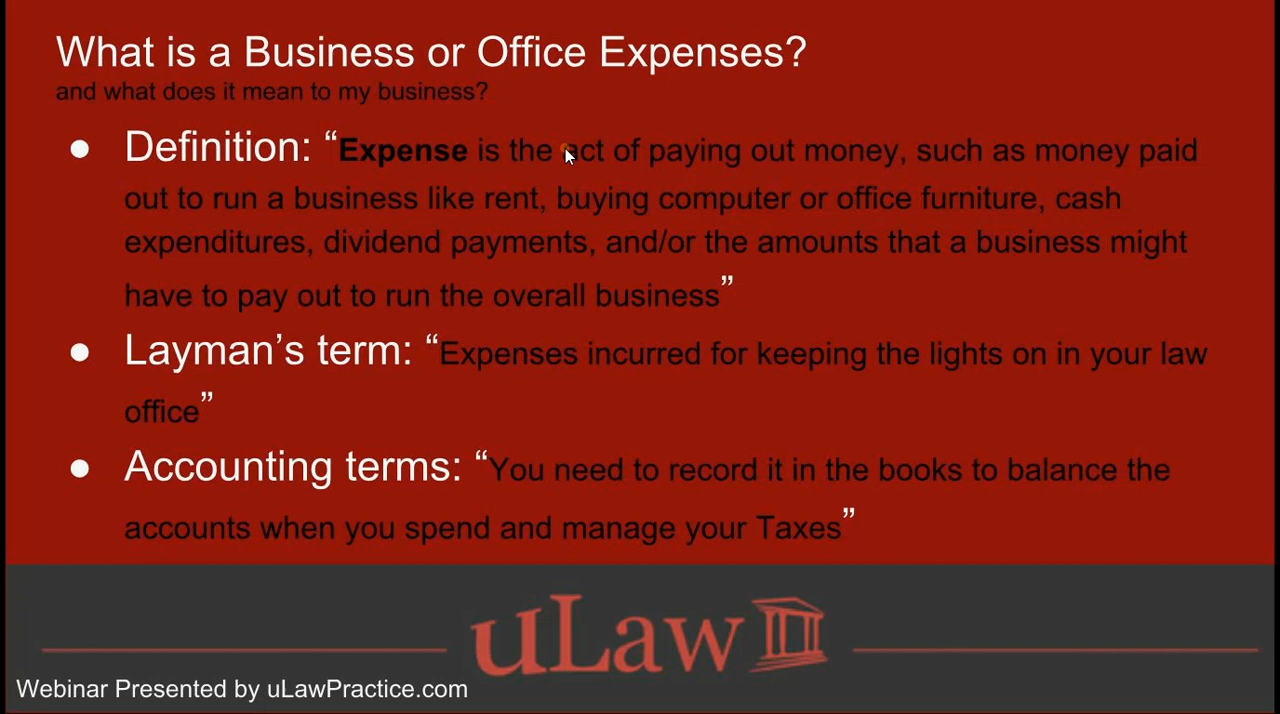 What is a Business or Office Expenses?
and what does it mean to my business?
● Definition: “Expense is the act of paying out money, such as money paid
out to run a business like rent, buying computer or office furniture, cash
expenditures, dividend payments, and/or the amounts that a business might
have to pay out to run the overall business”
● Layman’s term: “Expenses incurred for keeping the lights on in your law
office”
● Accounting terms: “You need to record it in the books to balance the
accounts when you spend and manage your Taxes”
uLaw
Webinar Presented by uLawPractice.com